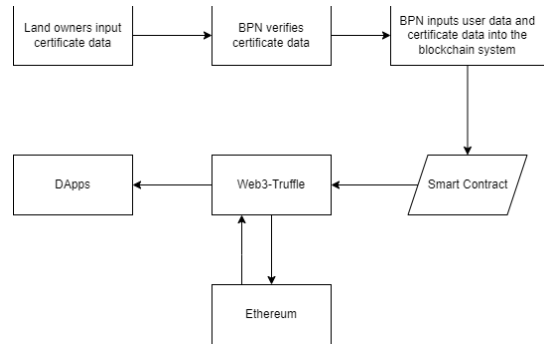 Land owners input
certificate data
BPN verifies
certificate data
BPN inputs user data and
certificate data into the
blockchain system
DApps
Web3-Truffle
Smart Contract
Ethereum